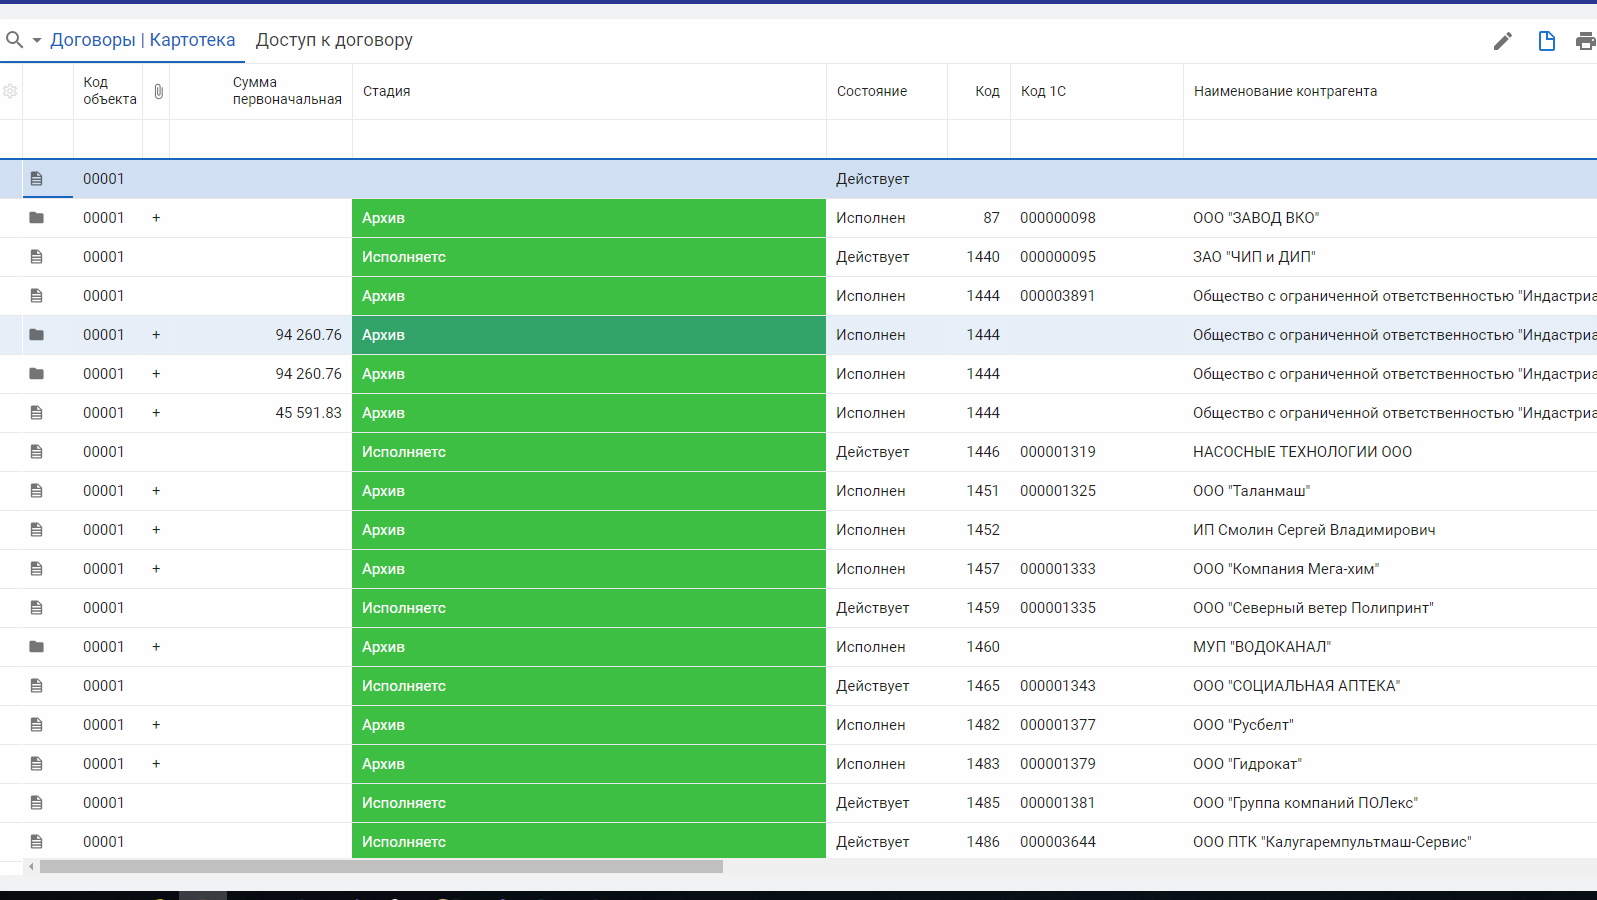 Договоры | Картотека Доступ к договору
Код объекта Сумма первоначальная Стадия Состояние Код Код 1С Наименование контрагента
00001 Действует
00001 + Архив Исполнен 87 000000098 ООО "ЗАВОД ВКО"
00001 Исполняетс Действует 1440 000000095 ЗАО "ЧИП и ДИП"
00001 Архив Исполнен 1444 000003891 Общество с ограниченной ответственностью "Индастриа
00001 + 94 260.76 Архив Исполнен 1444 Общество с ограниченной ответственностью "Индастриа
00001 + 94 260.76 Архив Исполнен 1444 Общество с ограниченной ответственностью "Индастриа
00001 + 45 591.83 Архив Исполнен 1444 Общество с ограниченной ответственностью "Индастриа
00001 Исполняетс Действует 1446 000001319 НАСОСНЫЕ ТЕХНОЛОГИИ ООО
00001 + Архив Исполнен 1451 000001325 ООО "Таланмаш"
00001 + Архив Исполнен 1452 ИП Смолин Сергей Владимирович
00001 + Архив Исполнен 1457 000001333 ООО "Компания Мега-хим"
00001 Исполняетс Действует 1459 000001335 ООО "Северный ветер Полипринт"
00001 + Архив Исполнен 1460 МУП "ВОДОКАНАЛ"
00001 Исполняетс Действует 1465 000001343 ООО "СОЦИАЛЬНАЯ АПТЕКА"
00001 + Архив Исполнен 1482 000001377 ООО "Русбелт"
00001 + Архив Исполнен 1483 000001379 ООО "Гидрокат"
00001 Исполняетс Действует 1485 000001381 ООО "Группа компаний ПОЛекс"
00001 Исполняетс Действует 1486 000003644 ООО ПТК "Калугаремпультмаш-Сервис"